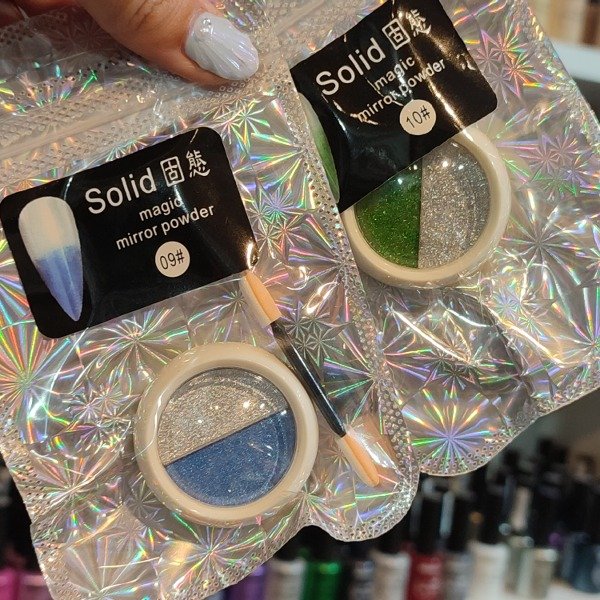 Solid 固態
magic
mirror powder
09#
Solid 固態
magic
mirror powder
10#